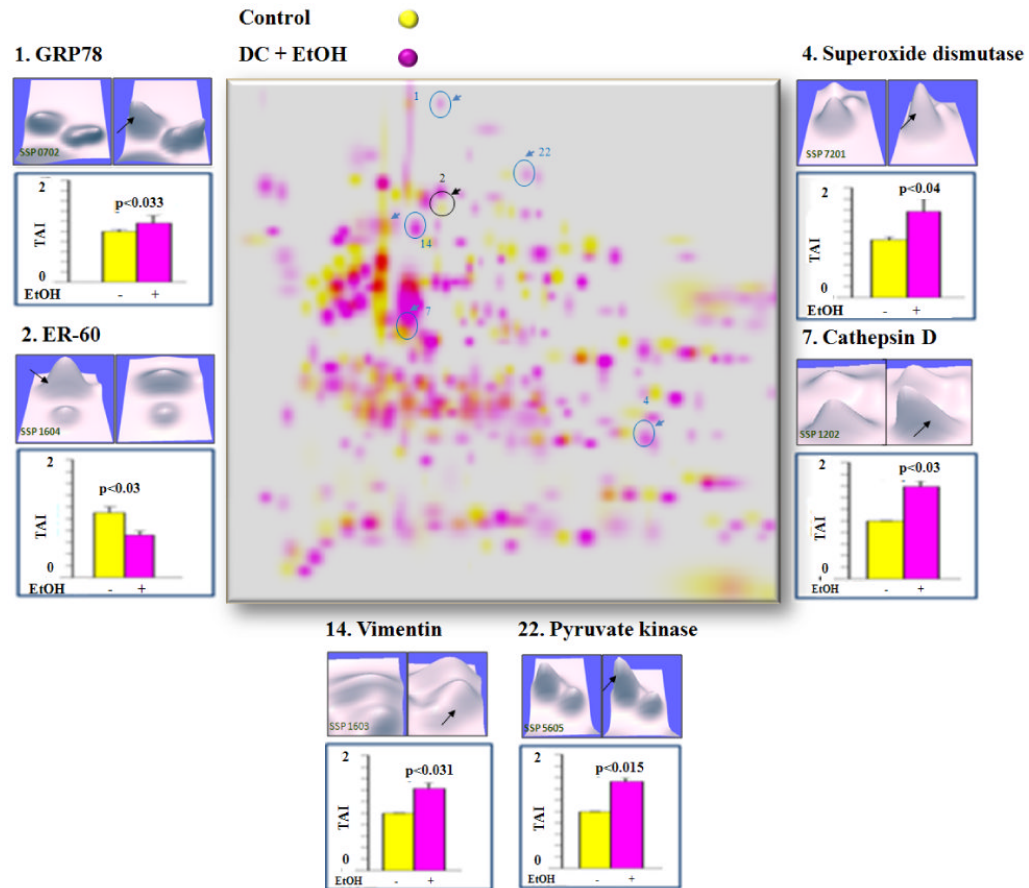 Control
DC + EtOH
1. GRP78
SSP 0702
2
p<0.033
TAI
0
EtOH - +
2. ER-60
SSP 1604
2
p<0.03
TAI
0
EtOH - +
1
22
2
14
7
4
4. Superoxide dismutase
SSP 7201
2
p<0.04
TAI
0
EtOH - +
7. Cathepsin D
SSP 1202
2
p<0.03
TAI
0
EtOH - +
14. Vimentin
SSP 1603
2
p<0.031
TAI
0
EtOH - +
22. Pyruvate kinase
SSP 5605
2
p<0.015
TAI
0
EtOH - +